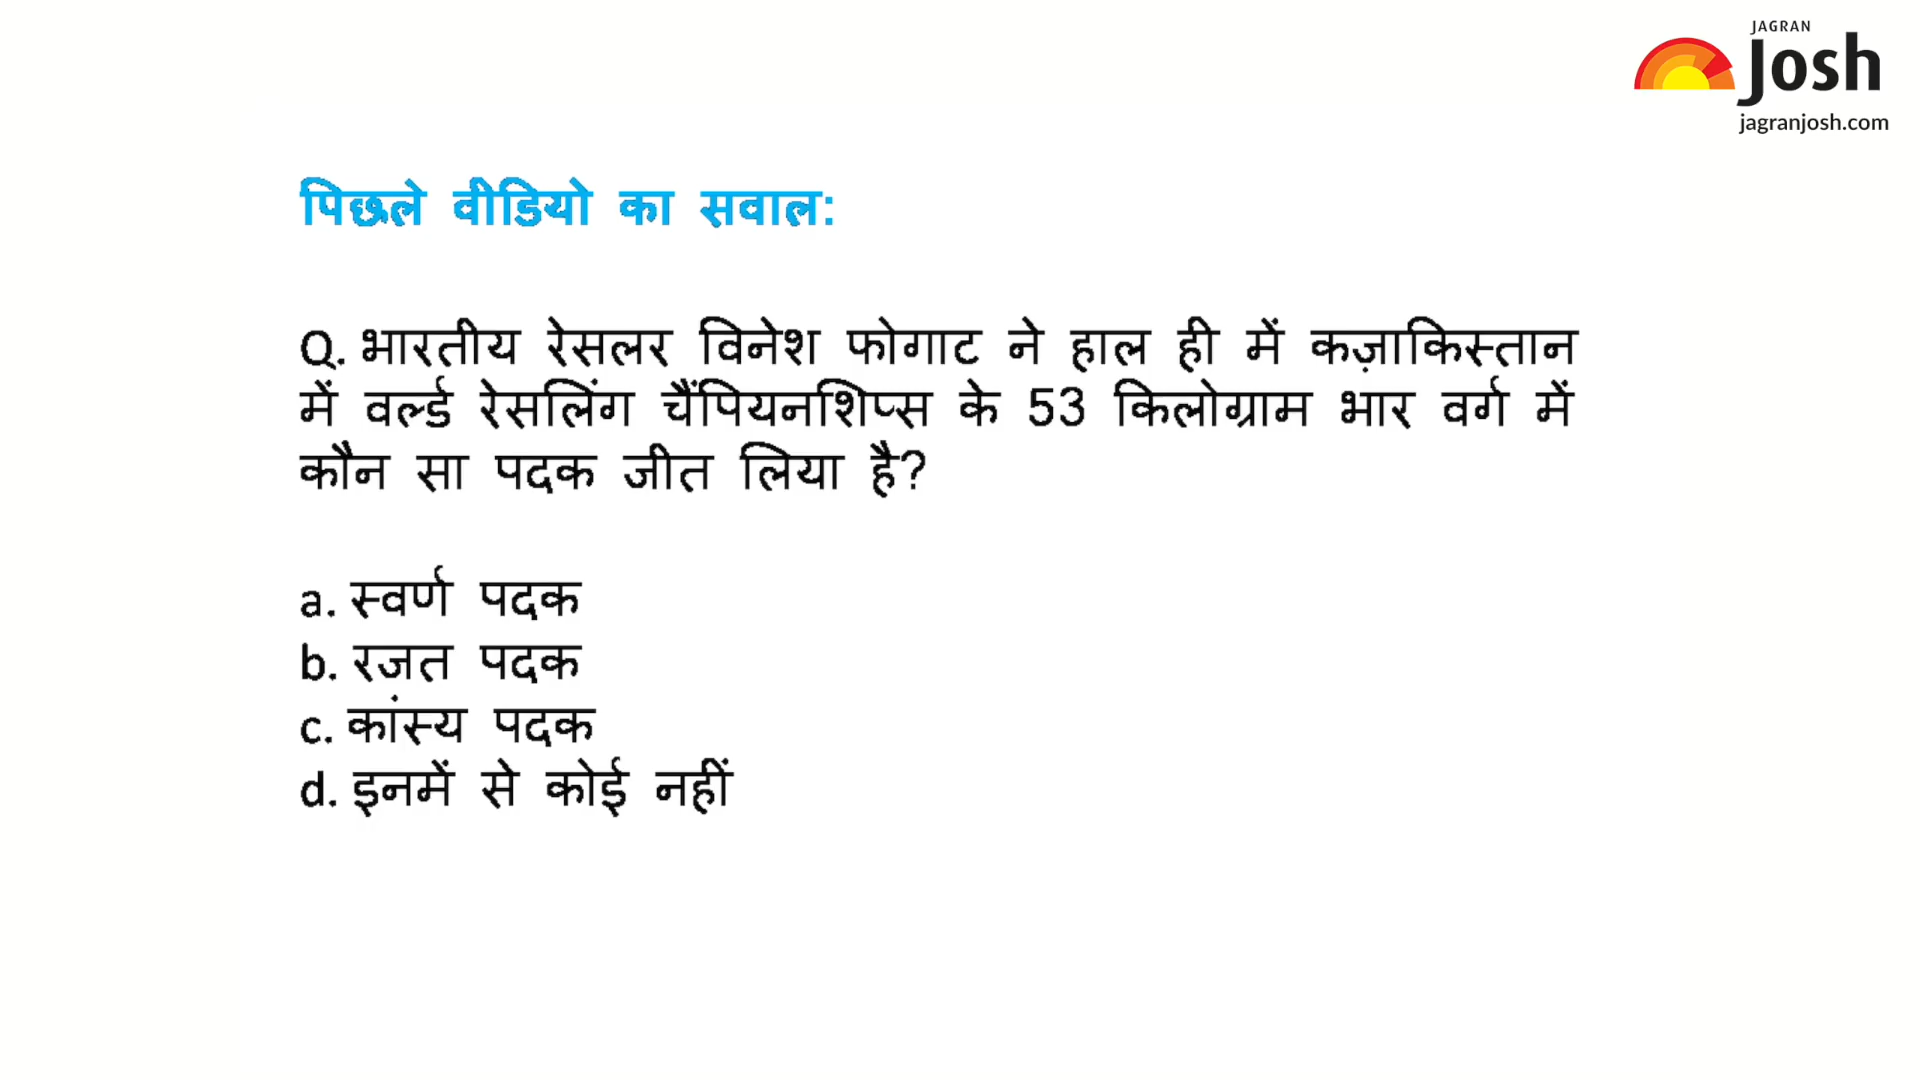 JAGRAN
Josh
jagranjosh.com
पिछले वीडियो का सवाल:
Q. भारतीय रेसलर विनेश फोगाट ने हाल ही में कज़ाकिस्तान
में वर्ल्ड रेसलिंग चैंपियनशिप्स के 53 किलोग्राम भार वर्ग में
कौन सा पदक जीत लिया है?
a. स्वर्ण पदक
b. रजत पदक
c. कांस्य पदक
d. इनमें से कोई नहीं